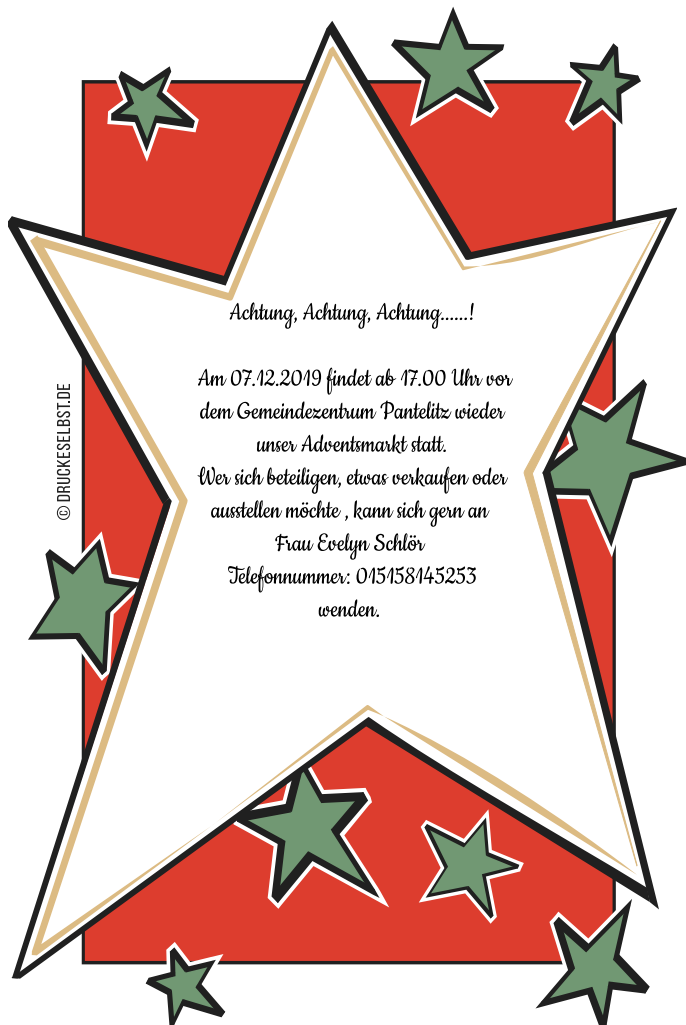 Achtung, Achtung, Achtung......!
Am 07.12.2019 findet ab 17.00 Uhr vor
dem Gemeindezentrum Pantelitz wieder
unser Adventsmarkt statt.
Wer sich beteiligen, etwas verkaufen oder
ausstellen möchte , kann sich gern an
Frau Evelyn Schlör
Telefonnummer: 015158145253
wenden.
© DRUCKESELBST.DE